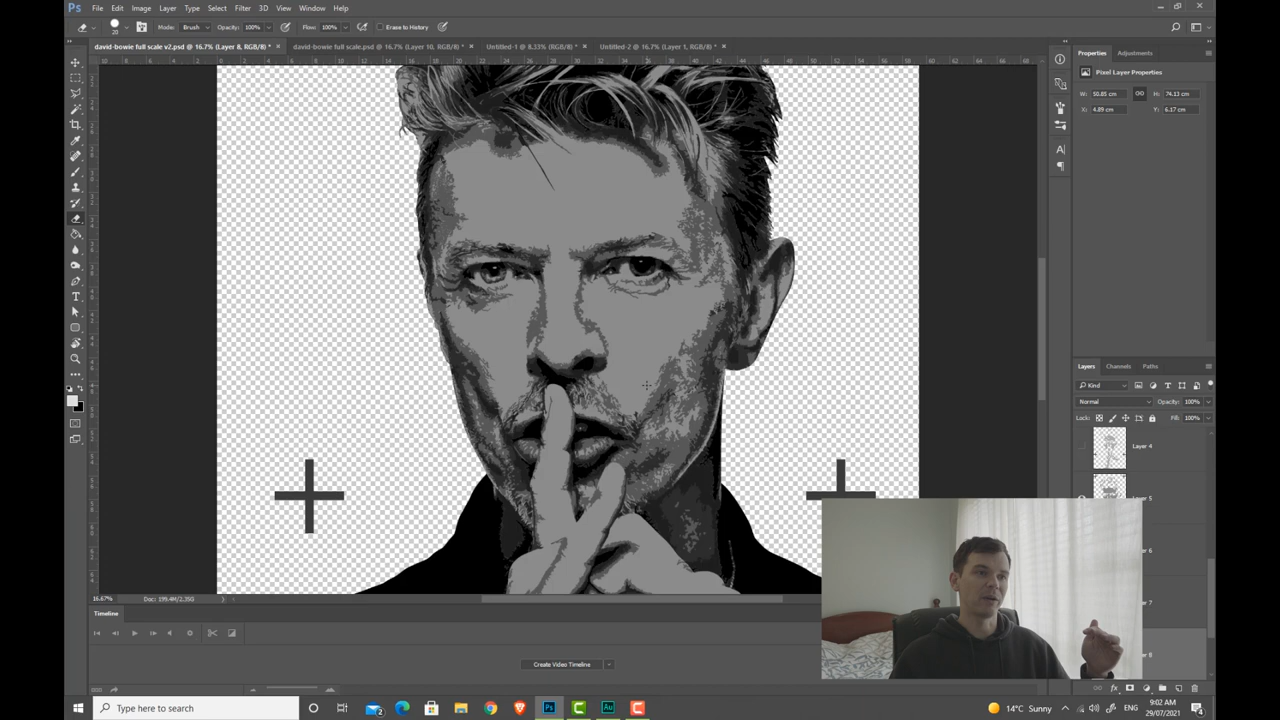 Ps File Edit Image Layer Type Select Filter 3D View Window Help
20 Mode: Brush Opacity: 100% Flow: 100% Erase to History
david-bowie full scale v2.psd @ 16.7% (Layer 8, RGB/8) * × david-bowie full scale.psd @ 16.7% (Layer 10, RGB/8) * × Untitled-1 @ 8.33% (RGB/8) * × Untitled-2 @ 16.7% (Layer 1, RGB/8) * ×
Properties Adjustments
Pixel Layer Properties
W: 50.85 cm H: 74.13 cm
X: 4.89 cm Y: 6.17 cm
Layers Channels Paths
Kind
Normal Opacity: 100%
Lock: Fill: 100%
Layer 4
16.67% Doc: 199.4M/2.35G
Timeline
Create Video Timeline
Type here to search
14°C Sunny
9:02 AM
29/07/2021